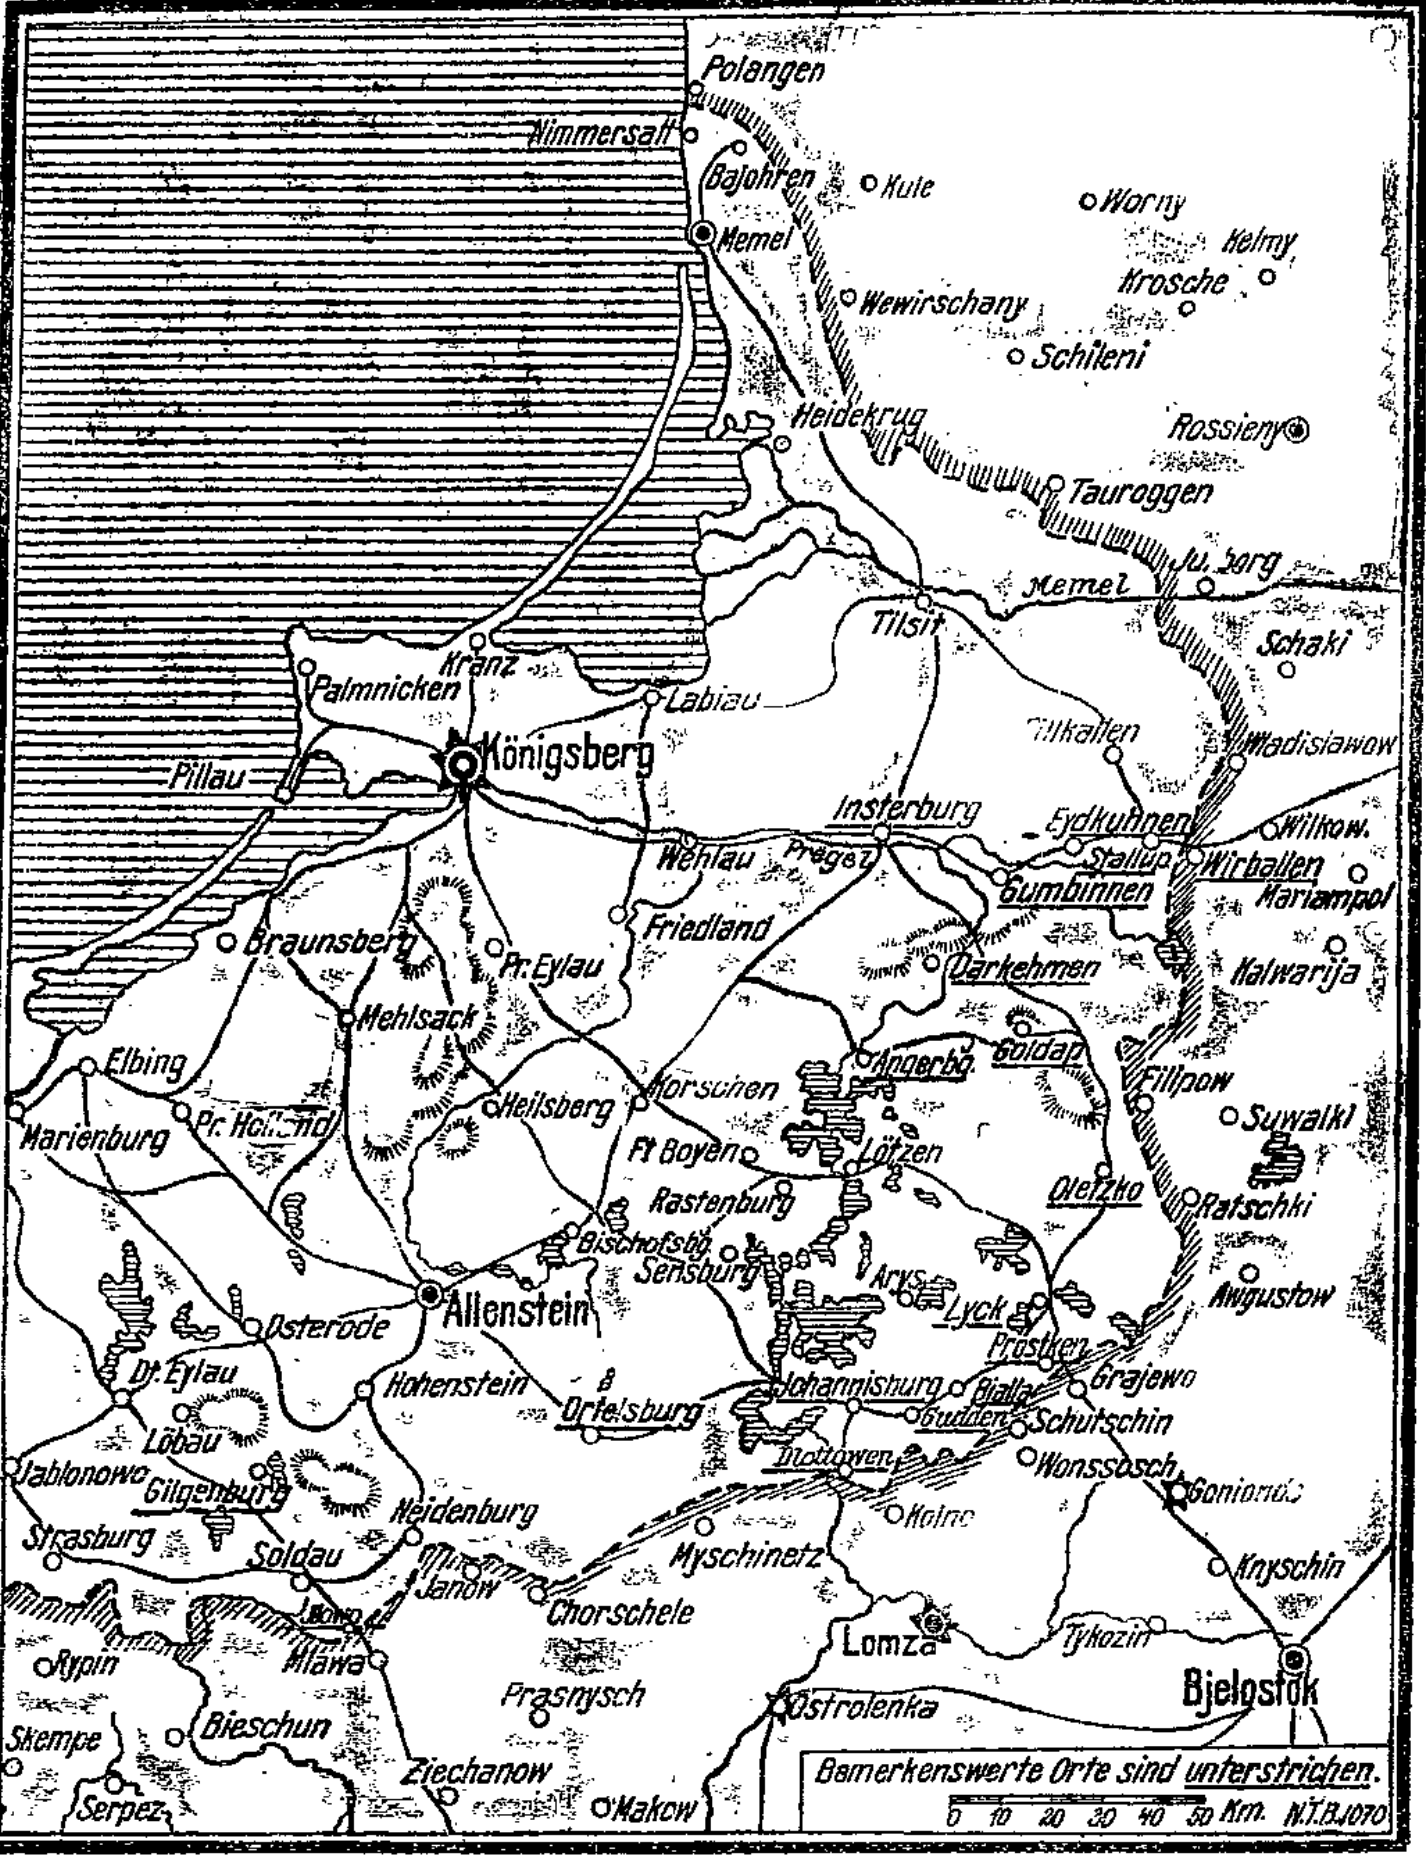 Polangen
Nimmersatt
Bajohren
Kule
Worny
Memel
Kelmy
Krosche
Wewirschany
Schileni
Heidekrug
Rossieny
Tauroggen
Memel
Tilsit
Schaki
Kranz
Palmnicken
Labiau
Königsberg
Wladislawow
Pillau
Insterburg
Eydkuhnen
Wilkow.
Wehlau
Pregel
Stallup.
Wirballen
Gumbinnen
Mariampol
Friedland
Braunsberg
Pr. Eylau
Darkehmen
Kalwarija
Mehlsack
Goldap
Elbing
Angerbg.
Filipow
Korschen
Heilsberg
Pr. Holland
Suwalki
Marienburg
Ft Boyen
Lötzen
Oletzko
Rastenburg
Ratschki
Bischofsbg.
Sensburg
Arys
Awgustow
Lyck
Allenstein
Osterode
Prostken
Dt. Eylau
Hohenstein
Johannisburg
Bialla
Grajewo
Ortelsburg
Gudden
Schutschin
Löbau
Dlottowen
Wonssosch
Jablonowo
Gilgenburg
Neidenburg
Strasburg
Soldau
Myschinetz
Knyschin
Janow
Chorschele
Lomza
Tykozin
Rypin
Mlawa
Bjelostok
Prasnysch
Ostrolenka
Skempe
Bieschun
Ziechanow
Serpez
Makow
Bemerkenswerte Orte sind unterstrichen.
0 10 20 30 40 50 Km. N.T.B.1070